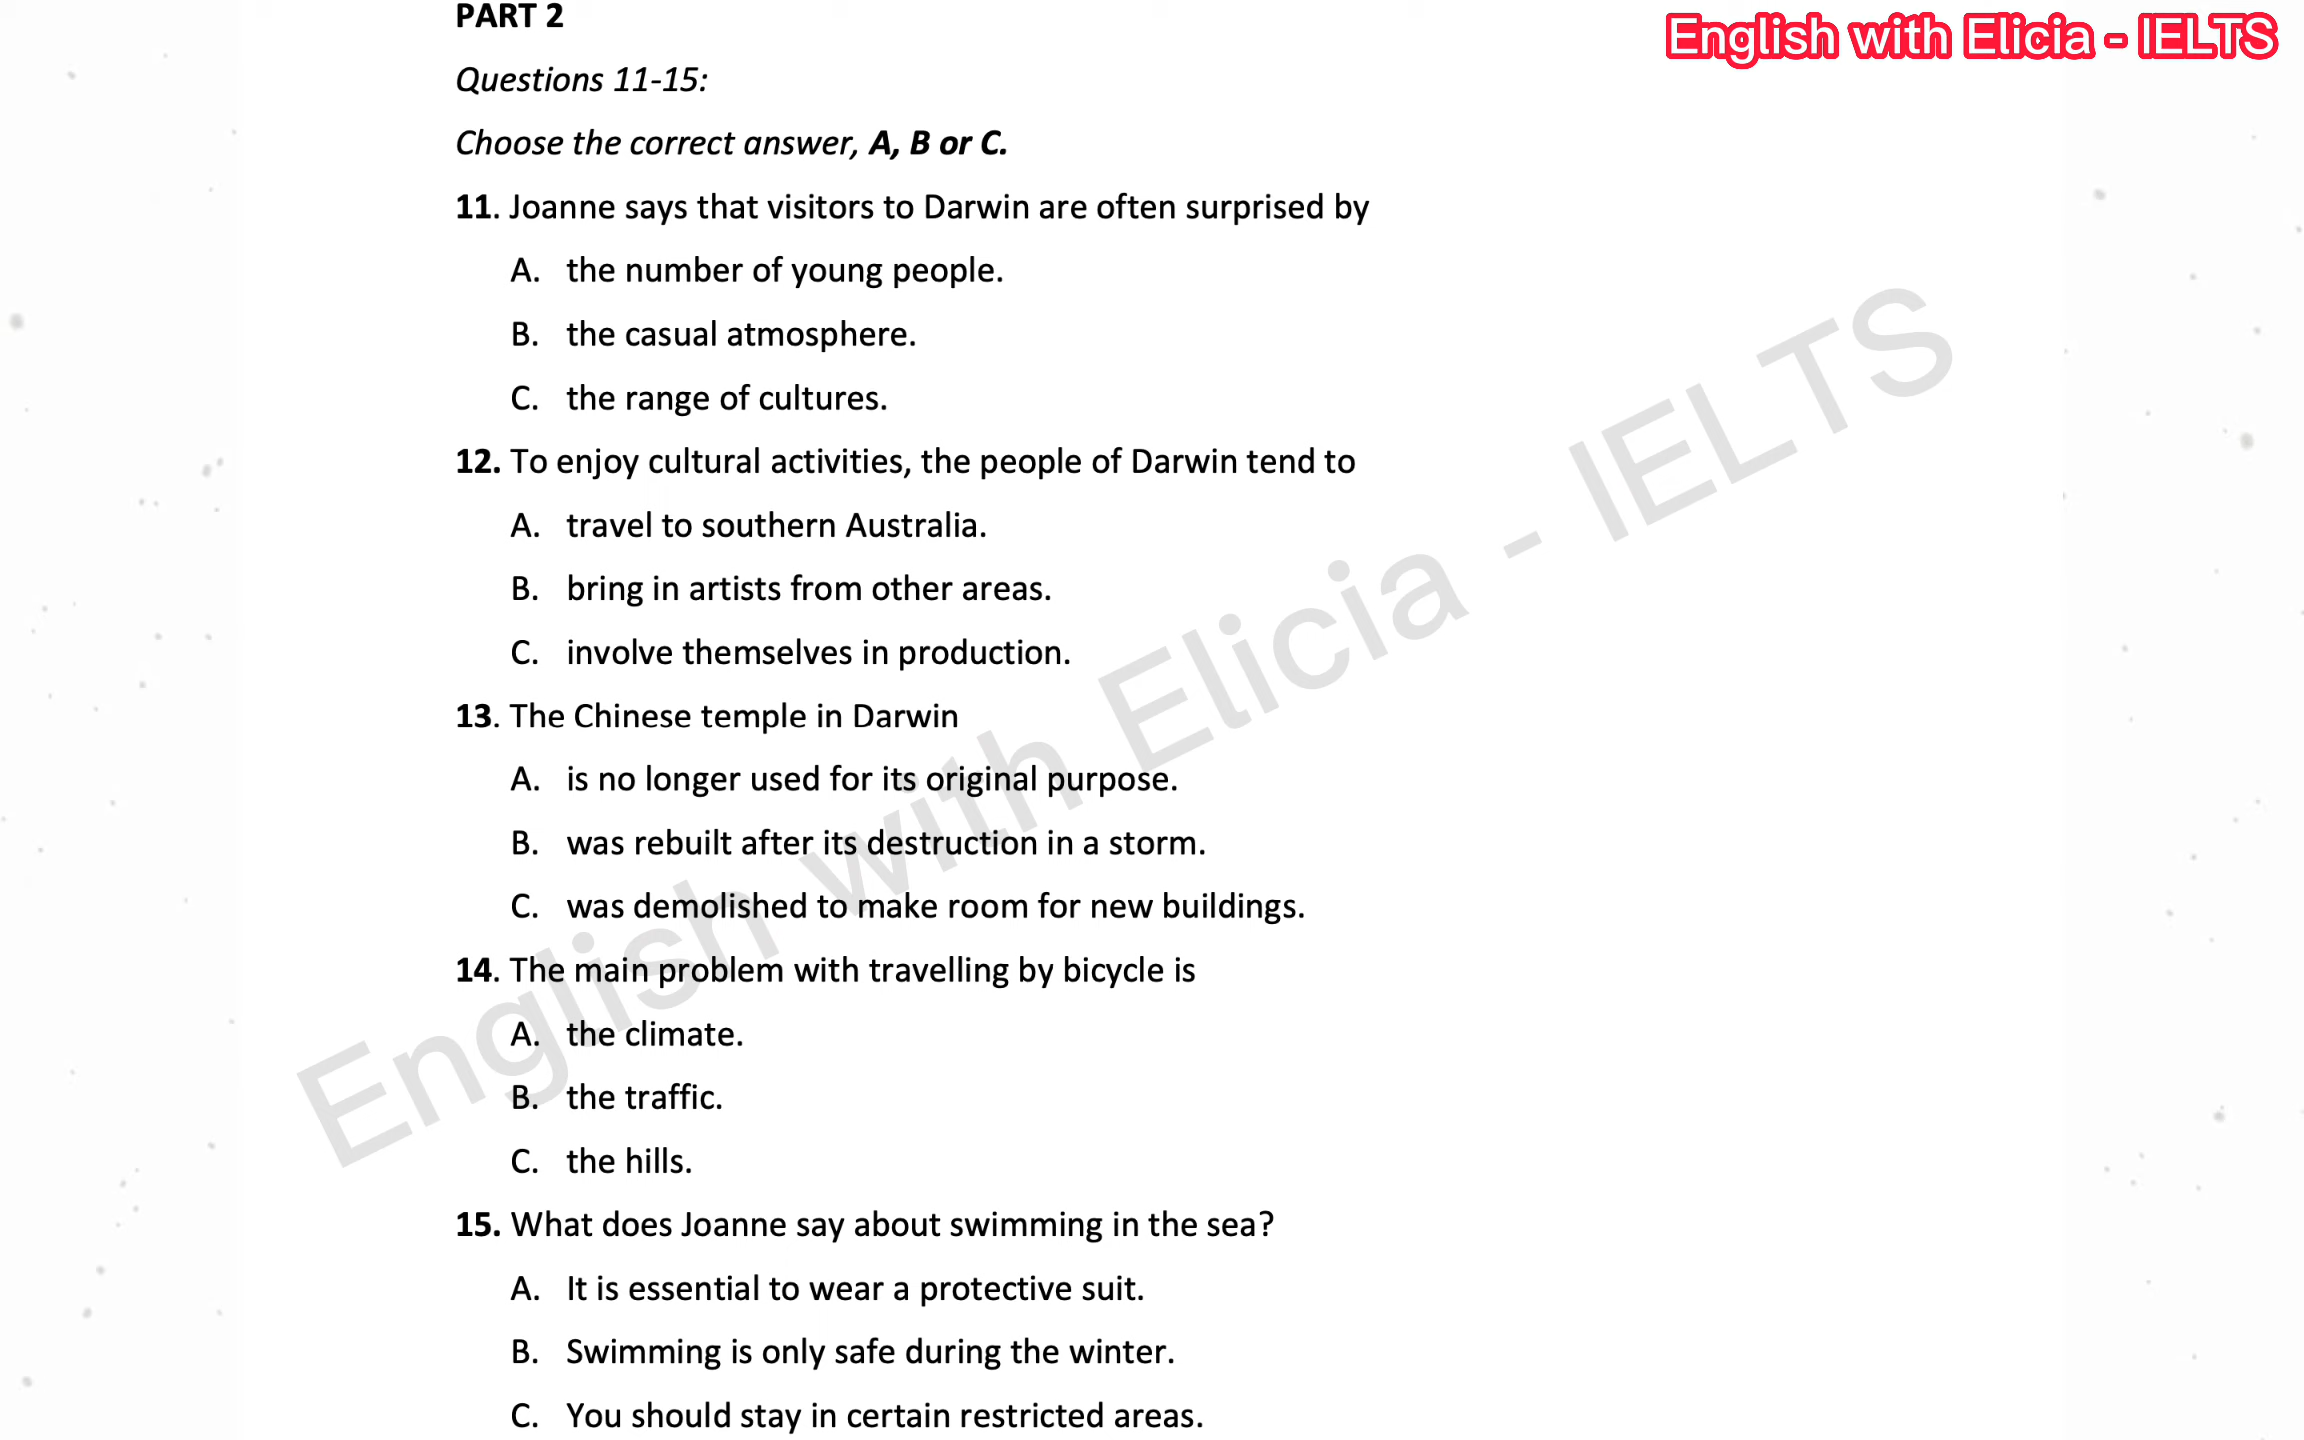 PART 2
English with Elicia - IELTS
Questions 11-15:
Choose the correct answer, A, B or C.
11. Joanne says that visitors to Darwin are often surprised by
A. the number of young people.
B. the casual atmosphere.
C. the range of cultures.
12. To enjoy cultural activities, the people of Darwin tend to
A. travel to southern Australia.
B. bring in artists from other areas.
C. involve themselves in production.
13. The Chinese temple in Darwin
A. is no longer used for its original purpose.
B. was rebuilt after its destruction in a storm.
C. was demolished to make room for new buildings.
14. The main problem with travelling by bicycle is
A. the climate.
B. the traffic.
C. the hills.
15. What does Joanne say about swimming in the sea?
A. It is essential to wear a protective suit.
B. Swimming is only safe during the winter.
C. You should stay in certain restricted areas.
English with Elicia - IELTS